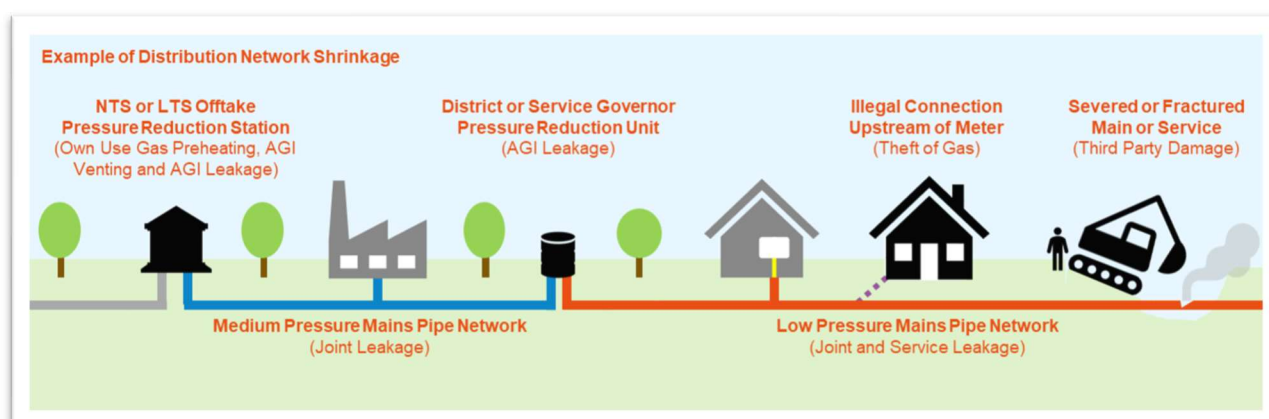 Example of Distribution Network Shrinkage
NTS or LTS Offtake
Pressure Reduction Station
(Own Use Gas Preheating, AGI
Venting and AGI Leakage)
District or Service Governor
Pressure Reduction Unit
(AGI Leakage)
Illegal Connection
Upstream of Meter
(Theft of Gas)
Severed or Fractured
Main or Service
(Third Party Damage)
Medium Pressure Mains Pipe Network
(Joint Leakage)
Low Pressure Mains Pipe Network
(Joint and Service Leakage)